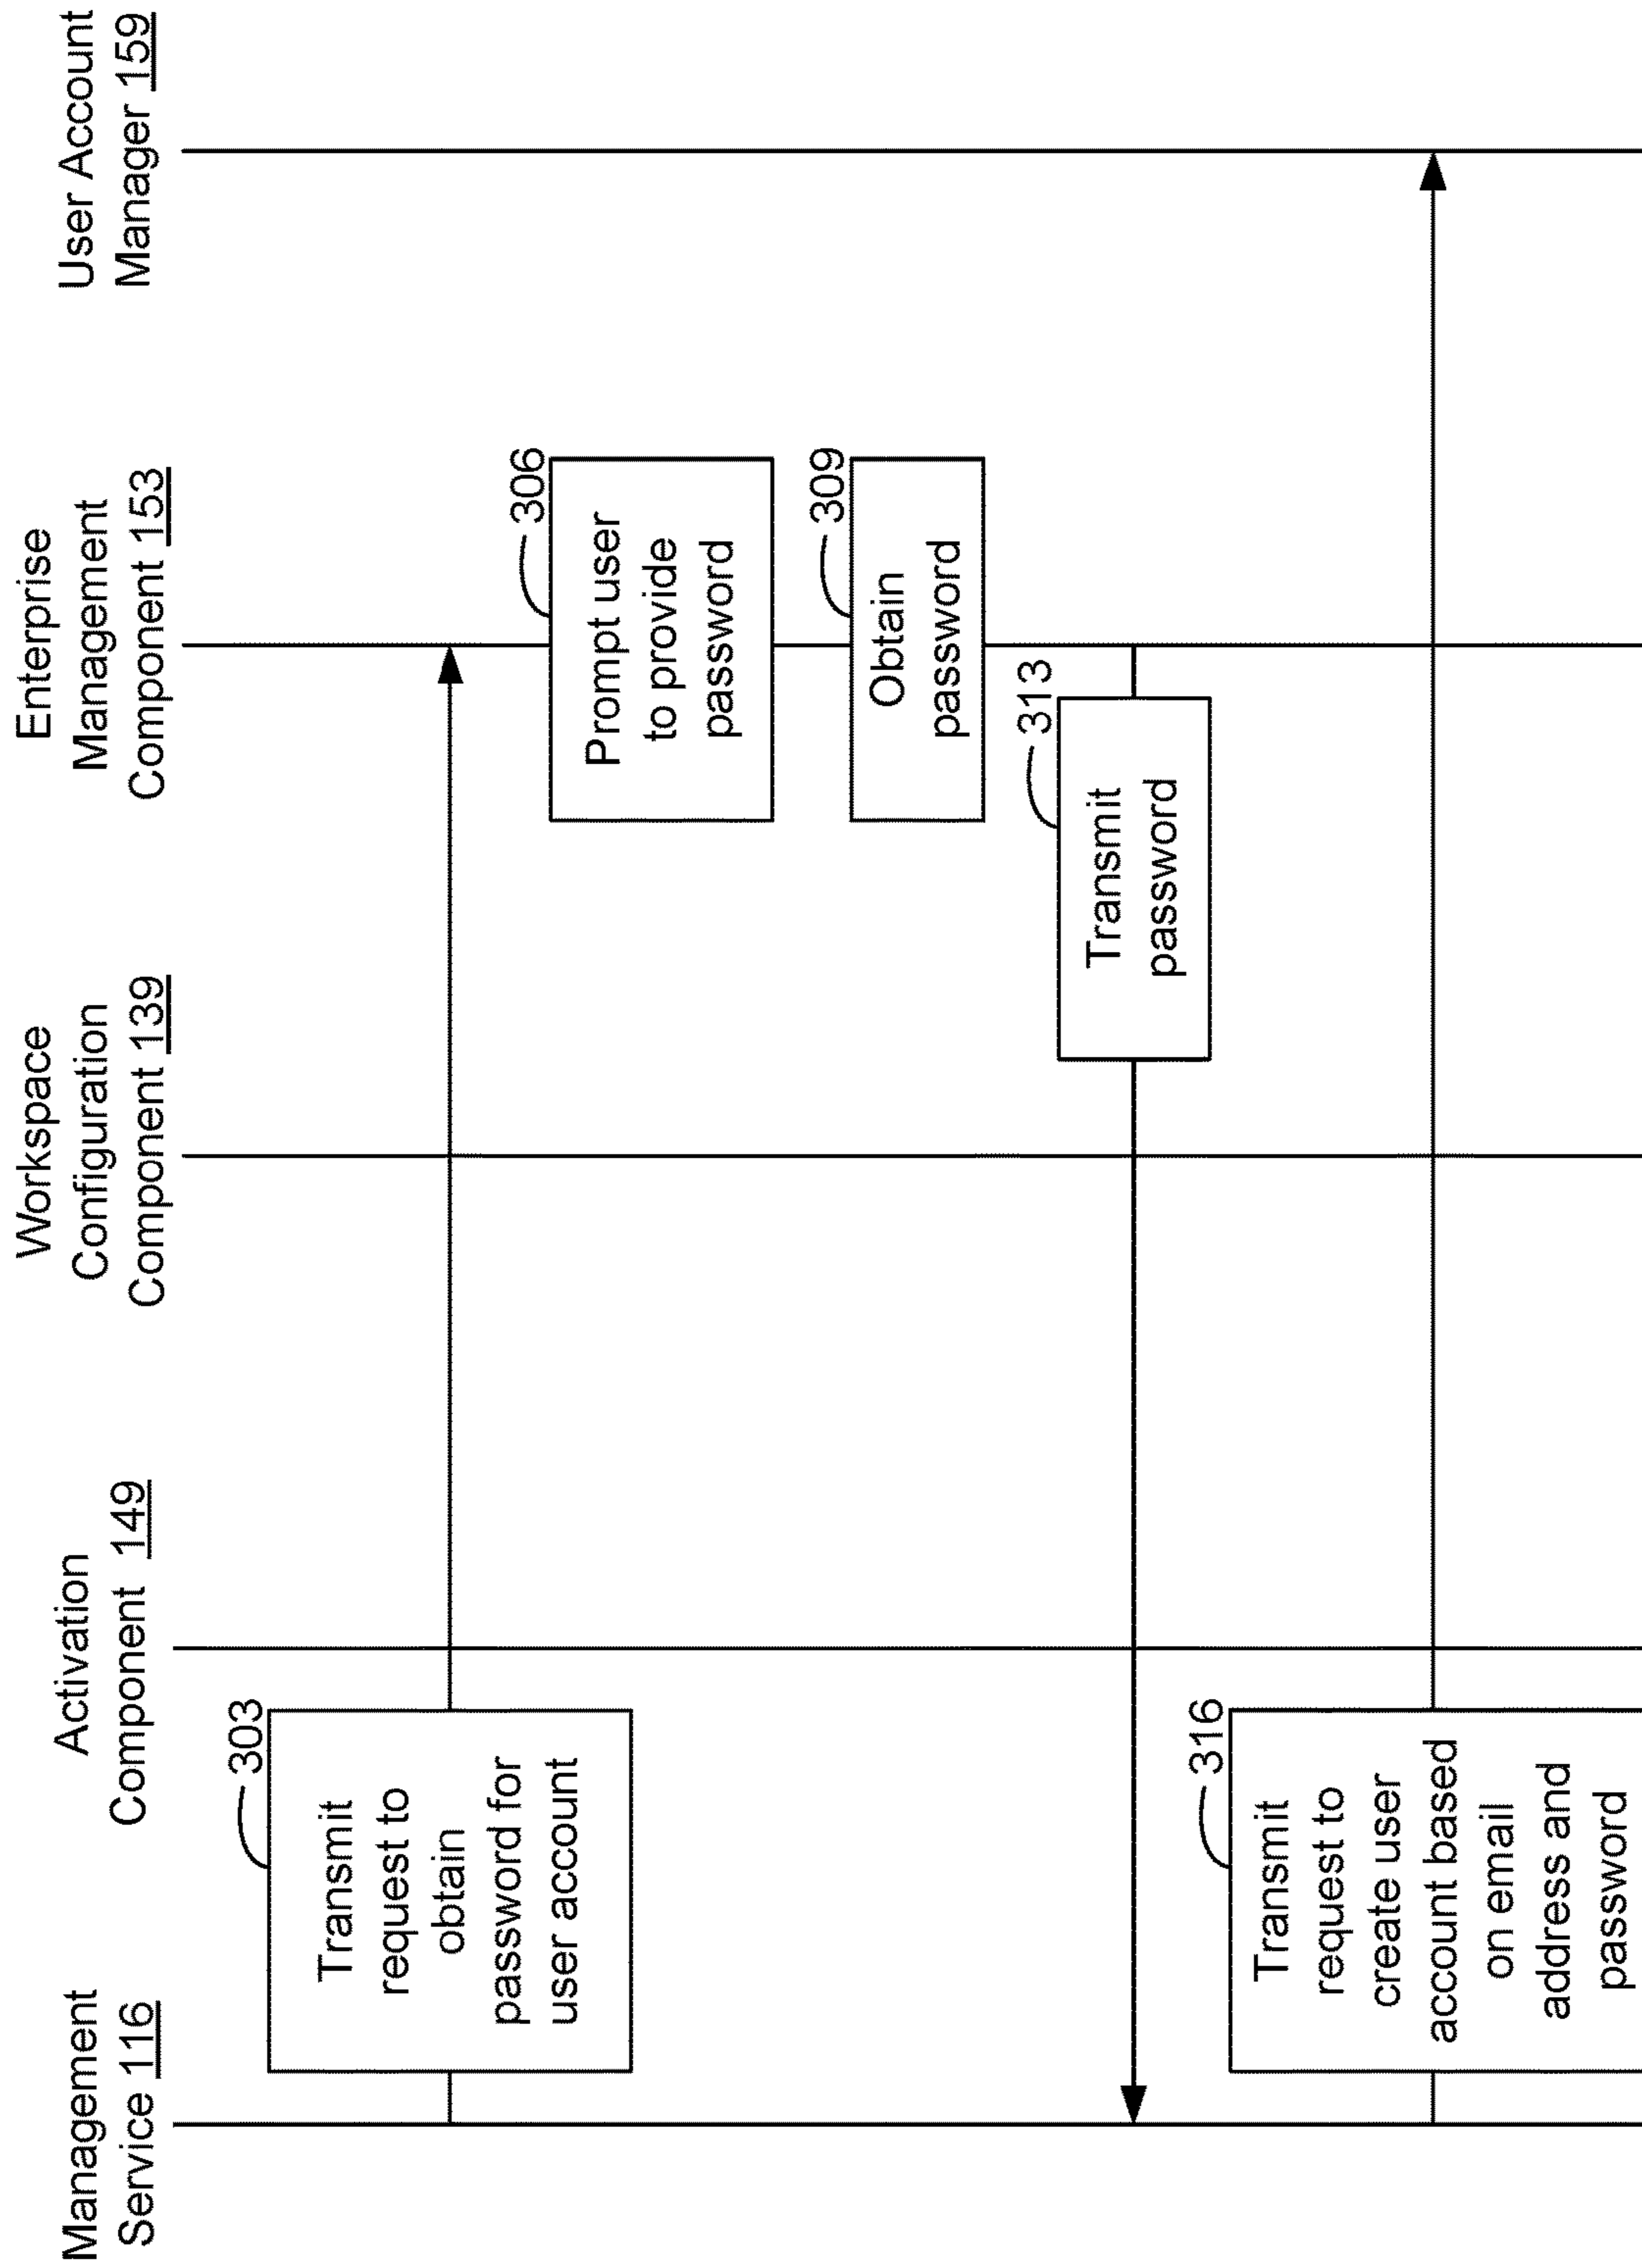 Management
Service 116
Activation
Component 149
Workspace
Configuration
Component 139
Enterprise
Management
Component 153
User Account
Manager 159
303
Transmit
request to
obtain
password for
user account
306
Prompt user
to provide
password
309
Obtain
password
313
Transmit
password
316
Transmit
request to
create user
account based
on email
address and
password